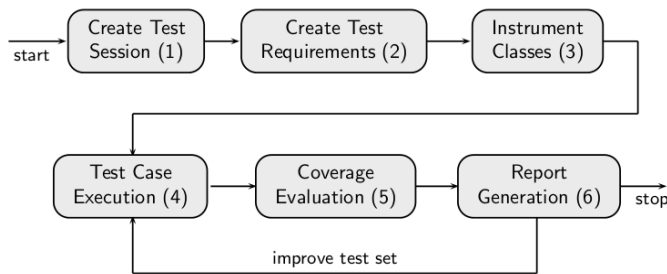 start
Create Test
Session (1)
Create Test
Requirements (2)
Instrument
Classes (3)
Test Case
Execution (4)
Coverage
Evaluation (5)
Report
Generation (6)
stop
improve test set